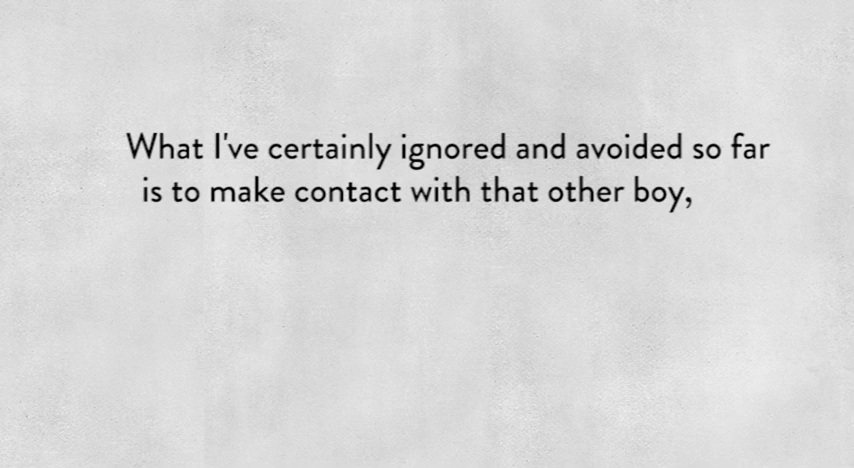 What I've certainly ignored and avoided so far
is to make contact with that other boy,